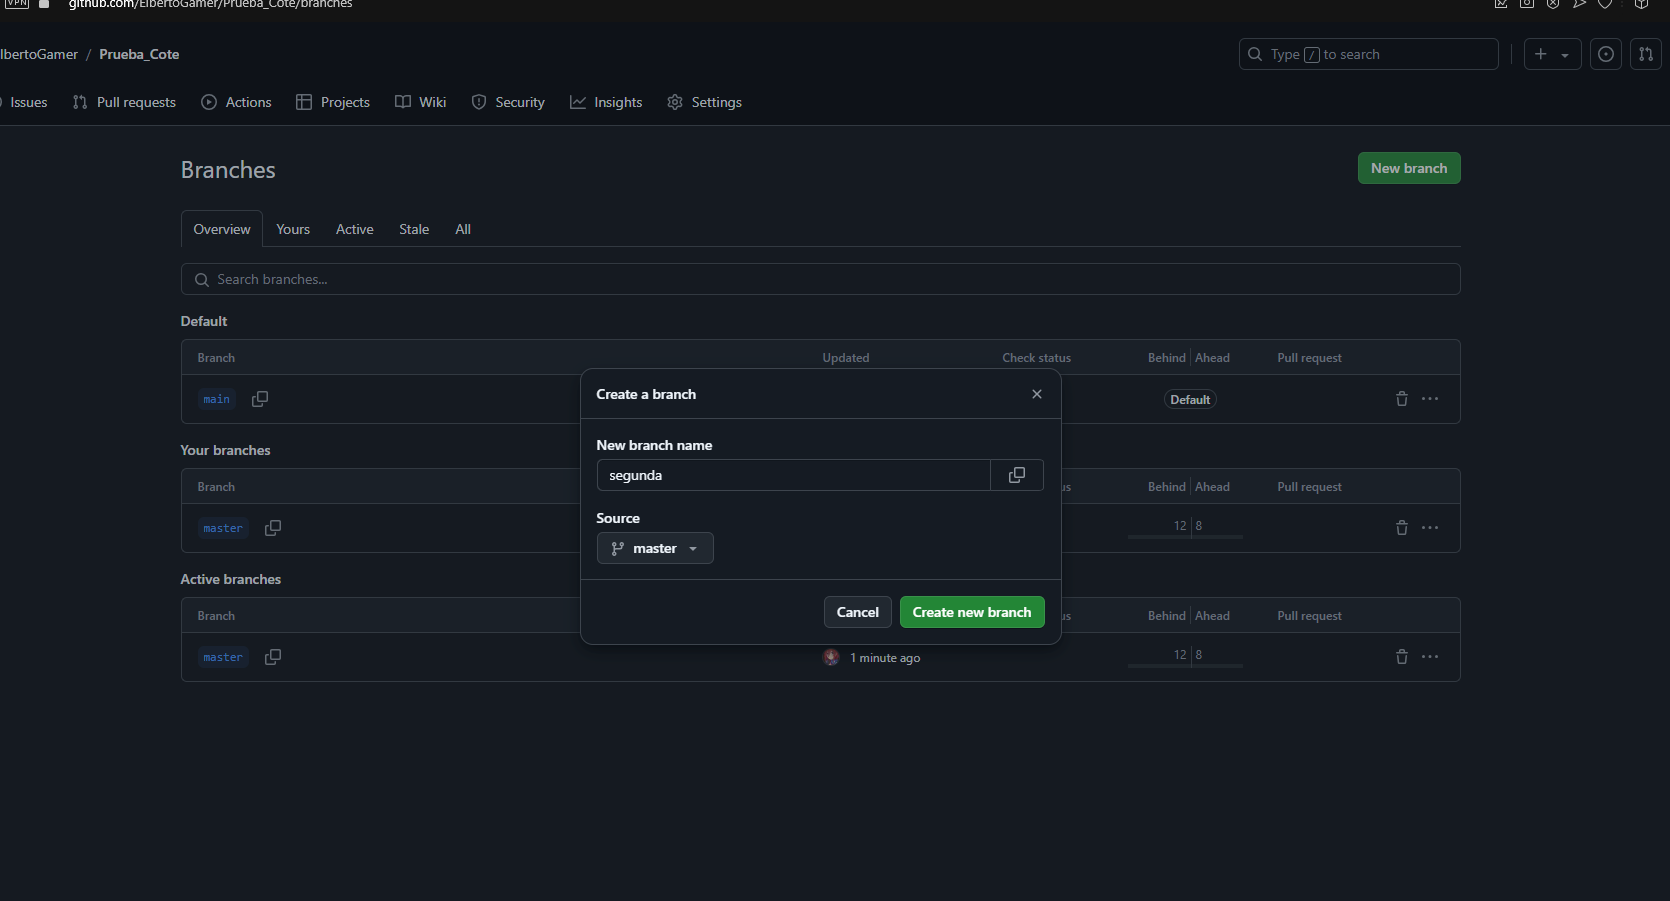 VPN github.com/ElbertoGamer/Prueba_Cote/branches
lbertoGamer / Prueba_Cote Type / to search
Issues Pull requests Actions Projects Wiki Security Insights Settings
Branches New branch
Overview Yours Active Stale All
Search branches...
Default
Branch Updated Check status Behind Ahead Pull request
main Default
Your branches
Branch us Behind Ahead Pull request
master 12 8
Active branches
Branch us Behind Ahead Pull request
master 1 minute ago 12 8
Create a branch
New branch name
segunda
Source
master
Cancel Create new branch